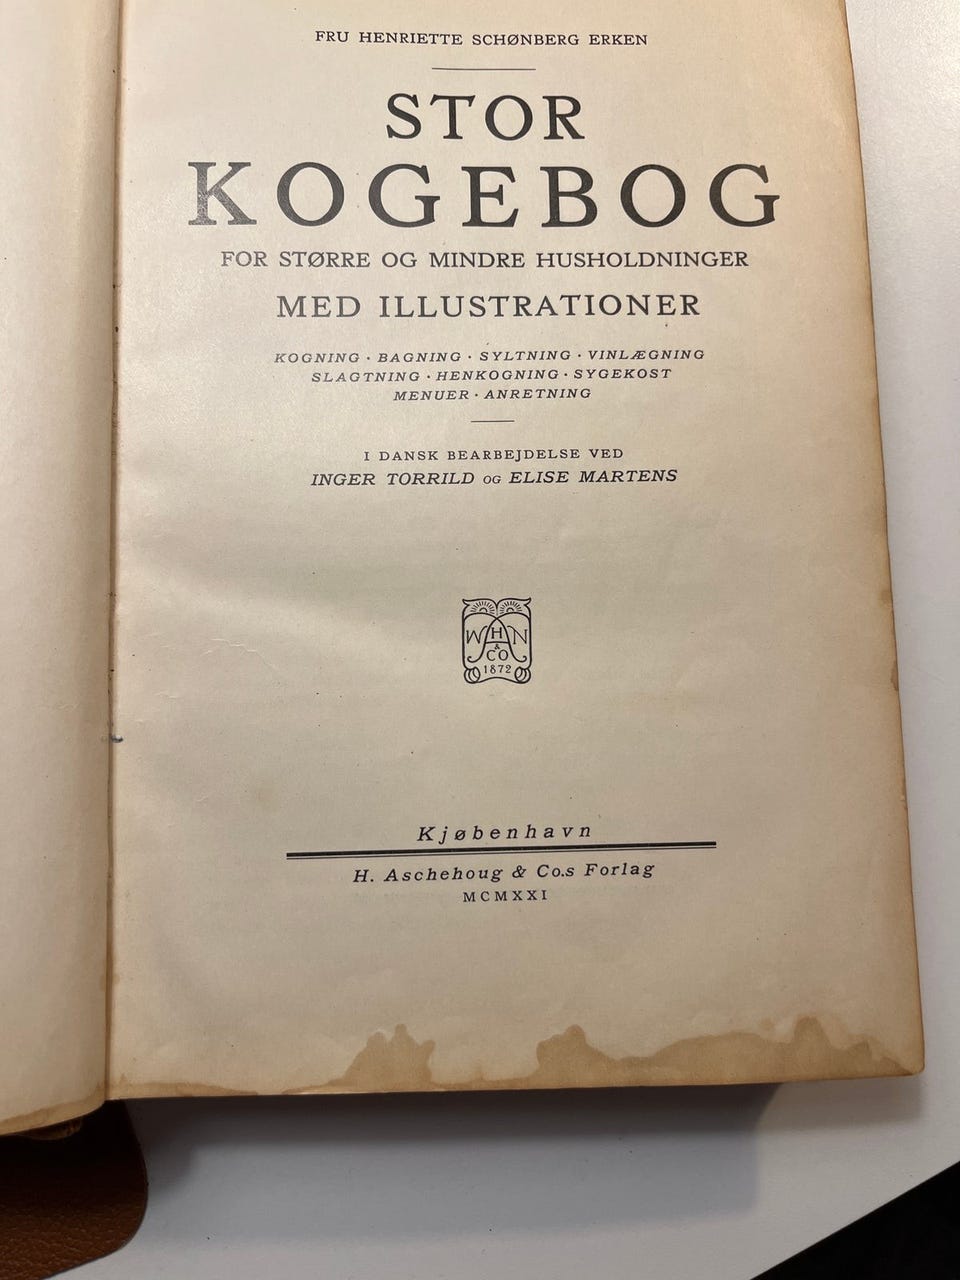 FRU HENRIETTE SCHØNBERG ERKEN
STOR
KOGEBOG
FOR STØRRE OG MINDRE HUSHOLDNINGER
MED ILLUSTRATIONER
KOGNING · BAGNING · SYLTNING · VINLÆGNING
SLAGTNING · HENKOGNING · SYGEKOST
MENUER · ANRETNING
I DANSK BEARBEJDELSE VED
INGER TORRILD OG ELISE MARTENS
W H N
& CO
1872
Kjøbenhavn
H. Aschehoug & Co.s Forlag
MCMXXI